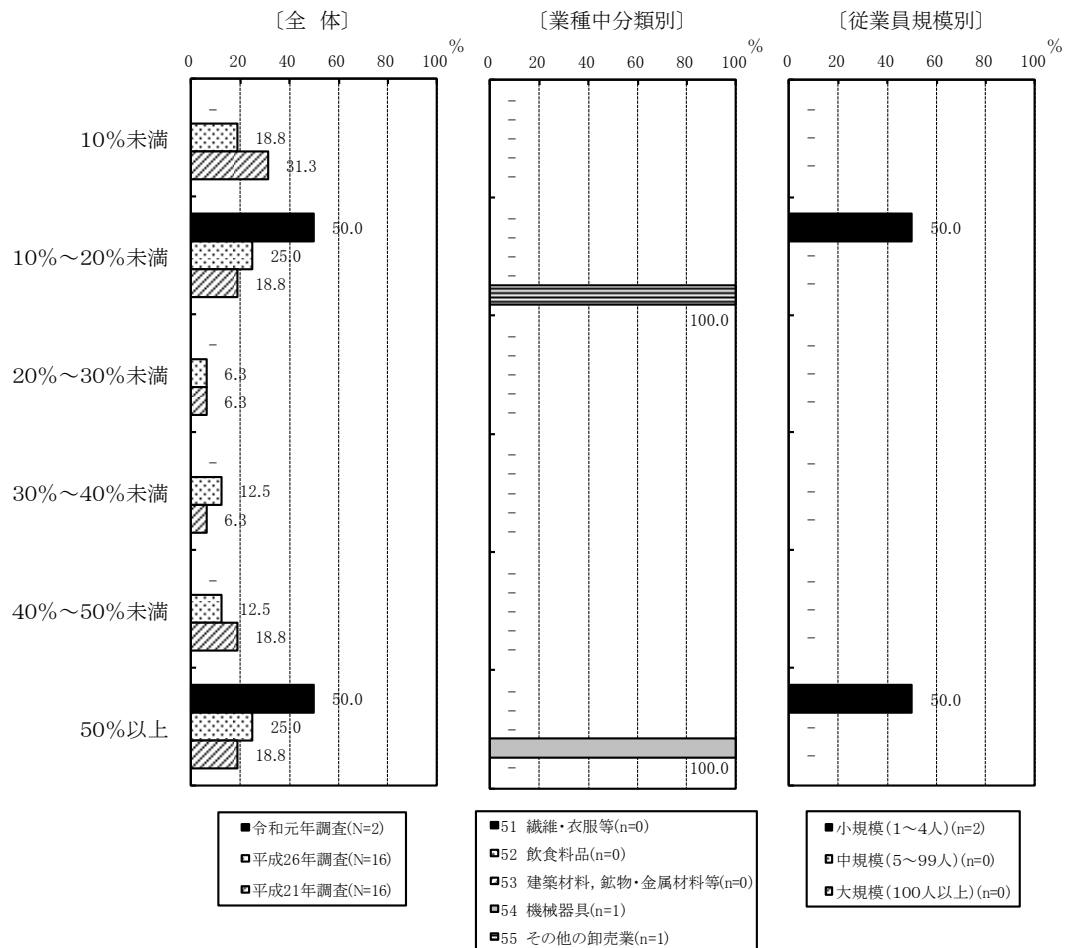 〔全 体〕
〔業種中分類別〕
〔従業員規模別〕
%
0 20 40 60 80 100
%
0 20 40 60 80 100
%
0 20 40 60 80 100
10%未満
–
18.8
31.3
10%～20%未満
50.0
25.0
18.8
100.0
50.0
20%～30%未満
–
6.3
6.3
30%～40%未満
–
12.5
6.3
40%～50%未満
–
12.5
18.8
50%以上
50.0
25.0
18.8
100.0
50.0
■令和元年調査(N=2)
平成26年調査(N=16)
平成21年調査(N=16)
■51 繊維・衣服等(n=0)
52 飲食料品(n=0)
53 建築材料，鉱物・金属材料等(n=0)
54 機械器具(n=1)
55 その他の卸売業(n=1)
■小規模(1～4人)(n=2)
中規模(5～99人)(n=0)
大規模(100人以上)(n=0)